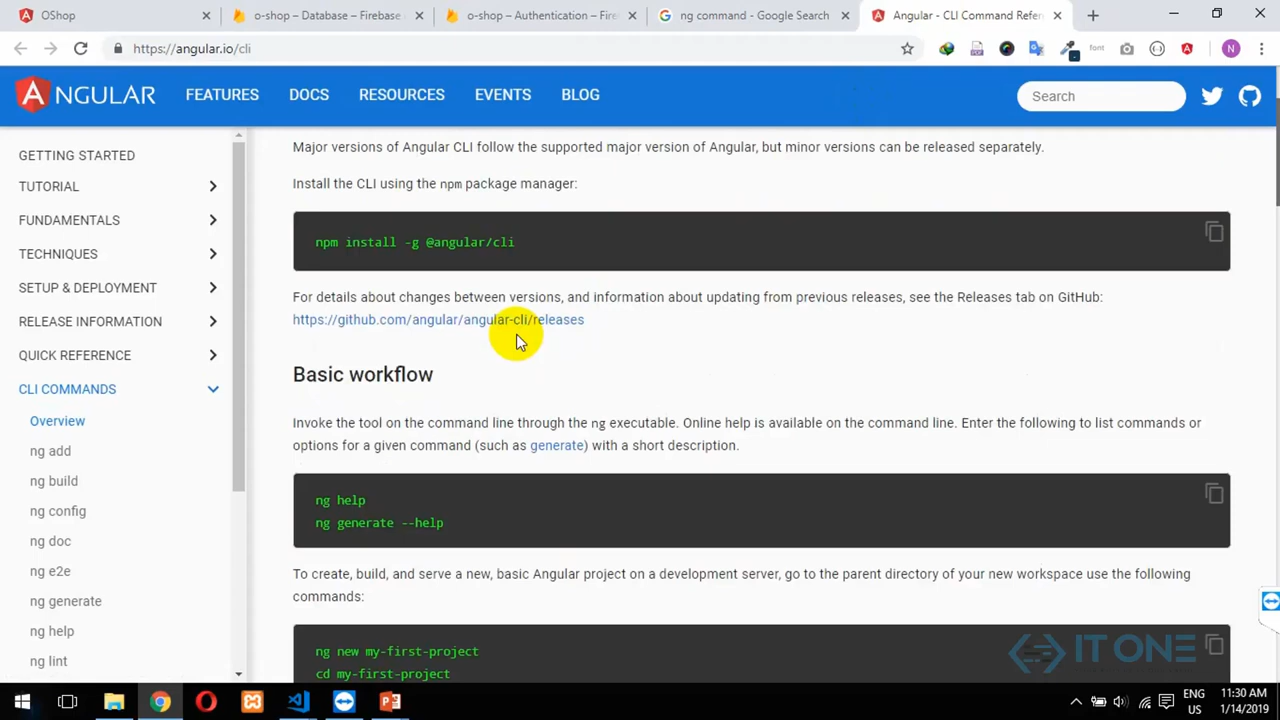 OShop
o-shop – Database – Firebase
o-shop – Authentication – Fire
ng command - Google Search
Angular - CLI Command Refer
https://angular.io/cli
font
N
ANGULAR
FEATURES
DOCS
RESOURCES
EVENTS
BLOG
Search
GETTING STARTED
TUTORIAL
FUNDAMENTALS
TECHNIQUES
SETUP & DEPLOYMENT
RELEASE INFORMATION
QUICK REFERENCE
CLI COMMANDS
Overview
ng add
ng build
ng config
ng doc
ng e2e
ng generate
ng help
ng lint
Major versions of Angular CLI follow the supported major version of Angular, but minor versions can be released separately.
Install the CLI using the npm package manager:
npm install -g @angular/cli
For details about changes between versions, and information about updating from previous releases, see the Releases tab on GitHub:
https://github.com/angular/angular-cli/releases
Basic workflow
Invoke the tool on the command line through the ng executable. Online help is available on the command line. Enter the following to list commands or
options for a given command (such as generate) with a short description.
ng help
ng generate --help
To create, build, and serve a new, basic Angular project on a development server, go to the parent directory of your new workspace use the following
commands:
ng new my-first-project
cd my-first-project
IT ONE
ENG
US
11:30 AM
1/14/2019